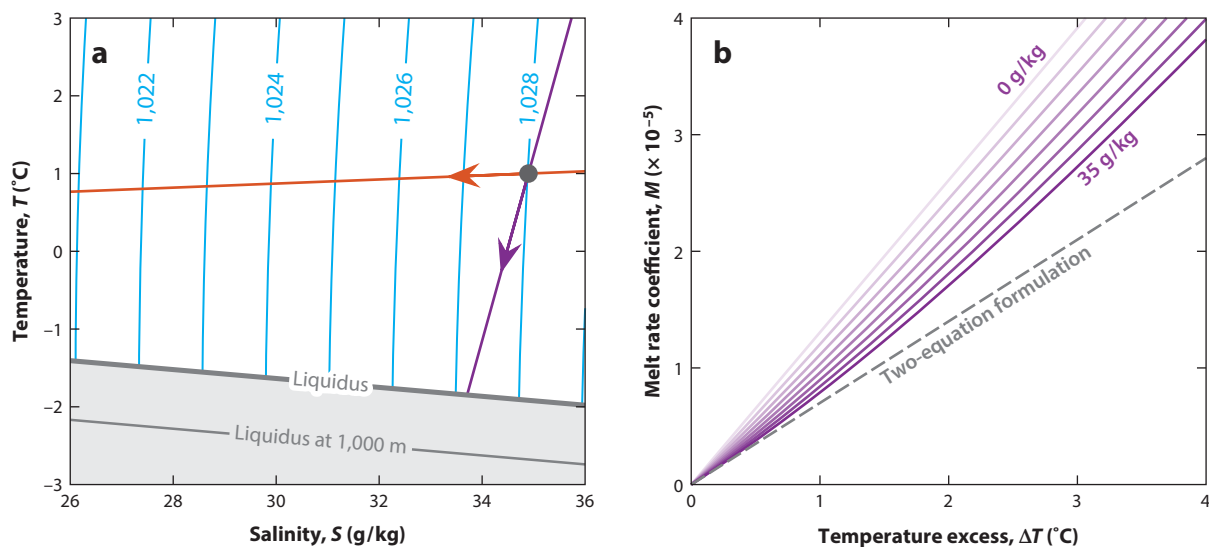 a
3
2
1
0
−1
−2
−3
Temperature, T (˚C)
1,022
1,024
1,026
1,028
Liquidus
Liquidus at 1,000 m
26
28
30
32
34
36
Salinity, S (g/kg)
b
4
3
2
1
0
Melt rate coefficient, M (× 10−5)
0 g/kg
35 g/kg
Two-equation formulation
0
1
2
3
4
Temperature excess, ΔT (˚C)